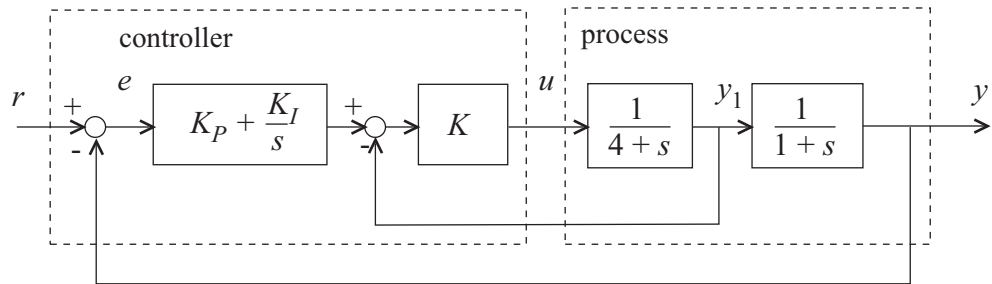 controller
process
r
+
-
e
K_P + K_I/s
+
-
K
u
1/(4 + s)
y_1
1/(1 + s)
y